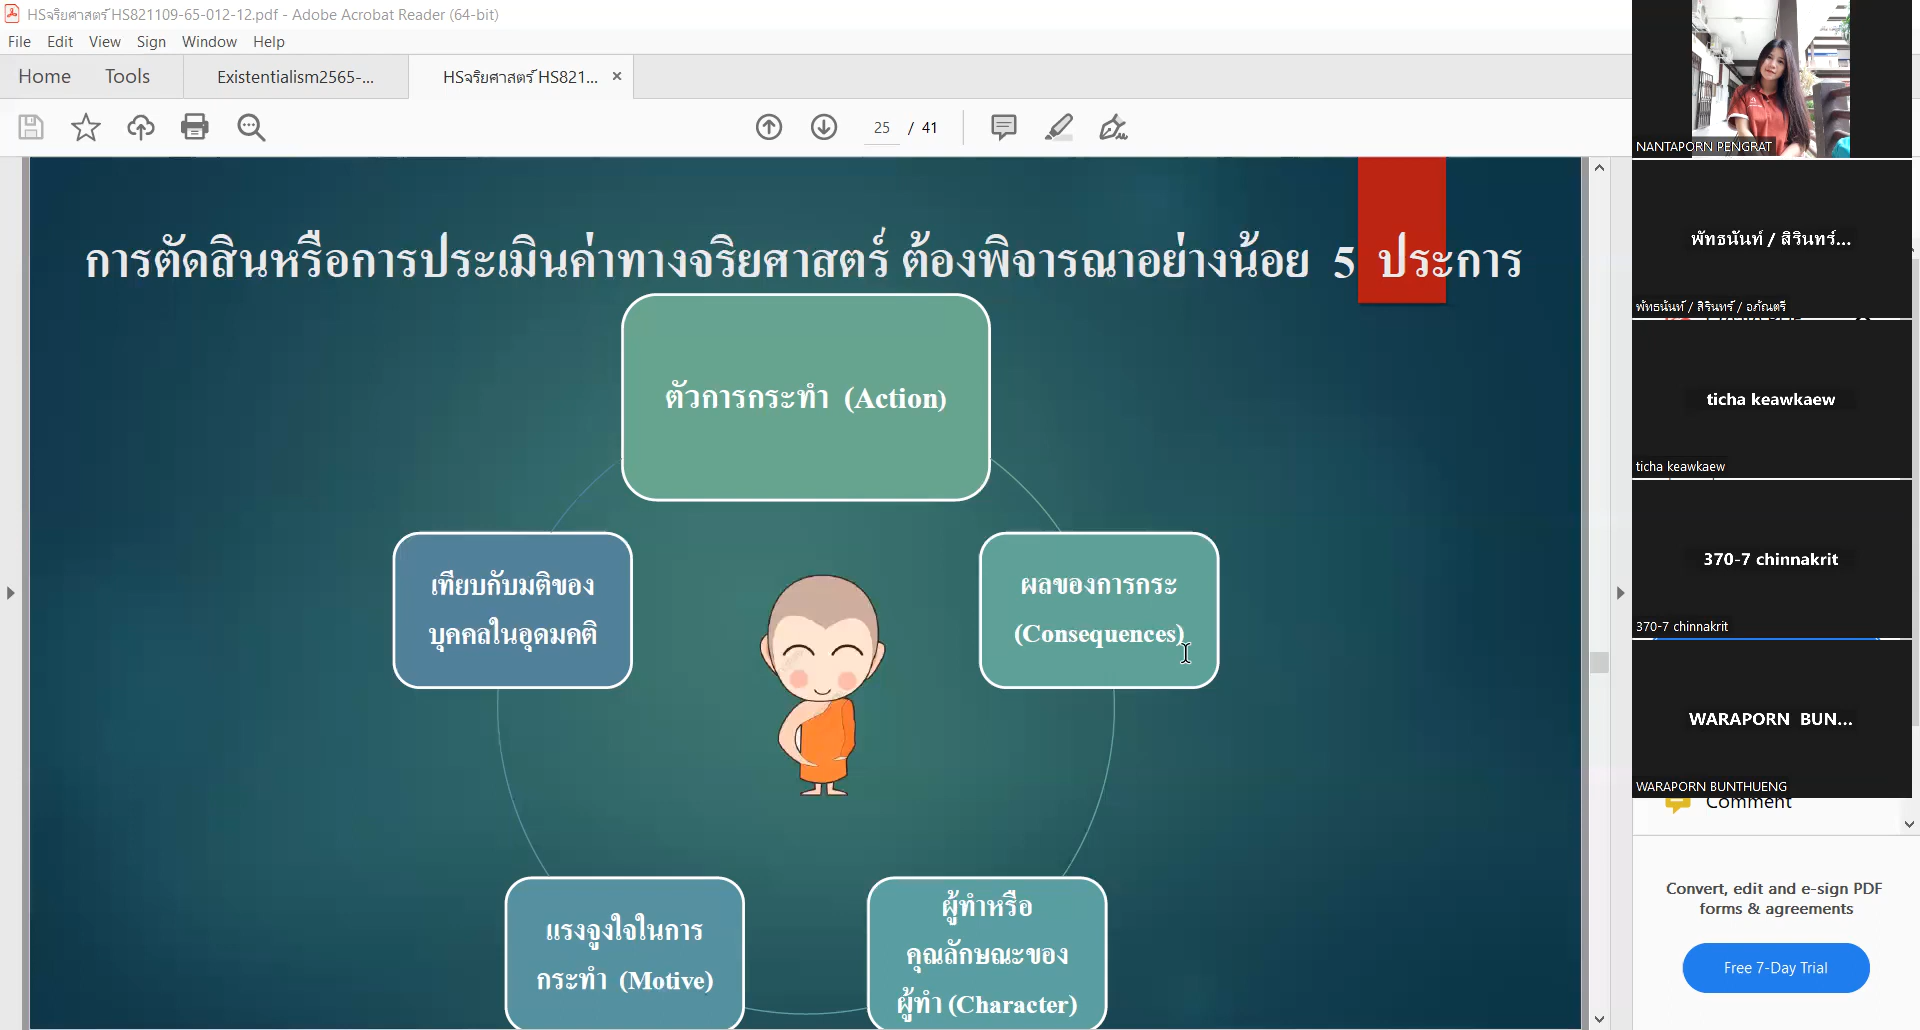 HSจริยศาสตร์ HS821109-65-012-12.pdf - Adobe Acrobat Reader (64-bit)
File Edit View Sign Window Help
Home Tools Existentialism2565-... HSจริยศาสตร์ HS821... ×
25 / 41
การตัดสินหรือการประเมินค่าทางจริยศาสตร์ ต้องพิจารณาอย่างน้อย 5 ประการ
ตัวการกระทำ (Action)
เทียบกับมติของ
บุคคลในอุดมคติ
ผลของการกระ
(Consequences)
แรงจูงใจในการ
กระทำ (Motive)
ผู้ทำหรือ
คุณลักษณะของ
ผู้ทำ (Character)
NANTAPORN PENGRAT
พัทธนันท์ / สิรินทร์...
พัทธนันท์ / สิรินทร์ / อภัณตรี
ticha keawkaew
ticha keawkaew
370-7 chinnakrit
370-7 chinnakrit
WARAPORN BUN...
WARAPORN BUNTHUENG
Comment
Convert, edit and e-sign PDF
forms & agreements
Free 7-Day Trial